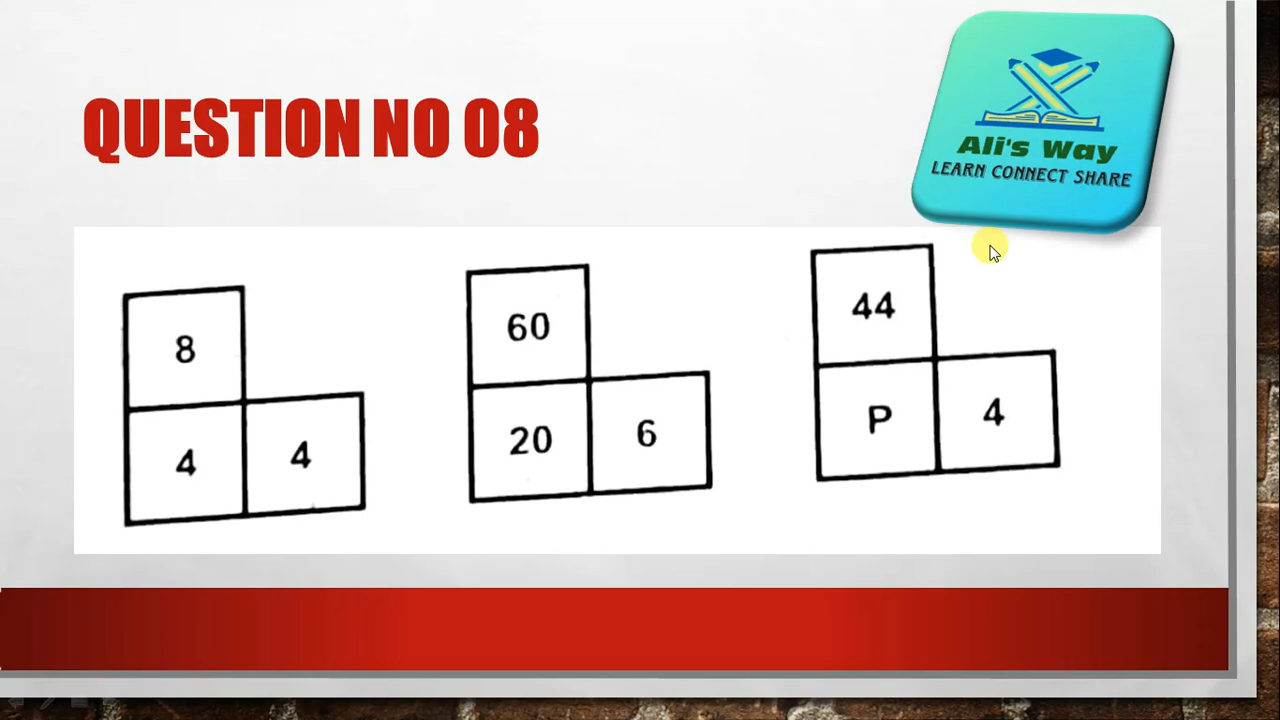 QUESTION NO 08
Ali's Way
LEARN CONNECT SHARE
8
4 4
60
20 6
44
P 4